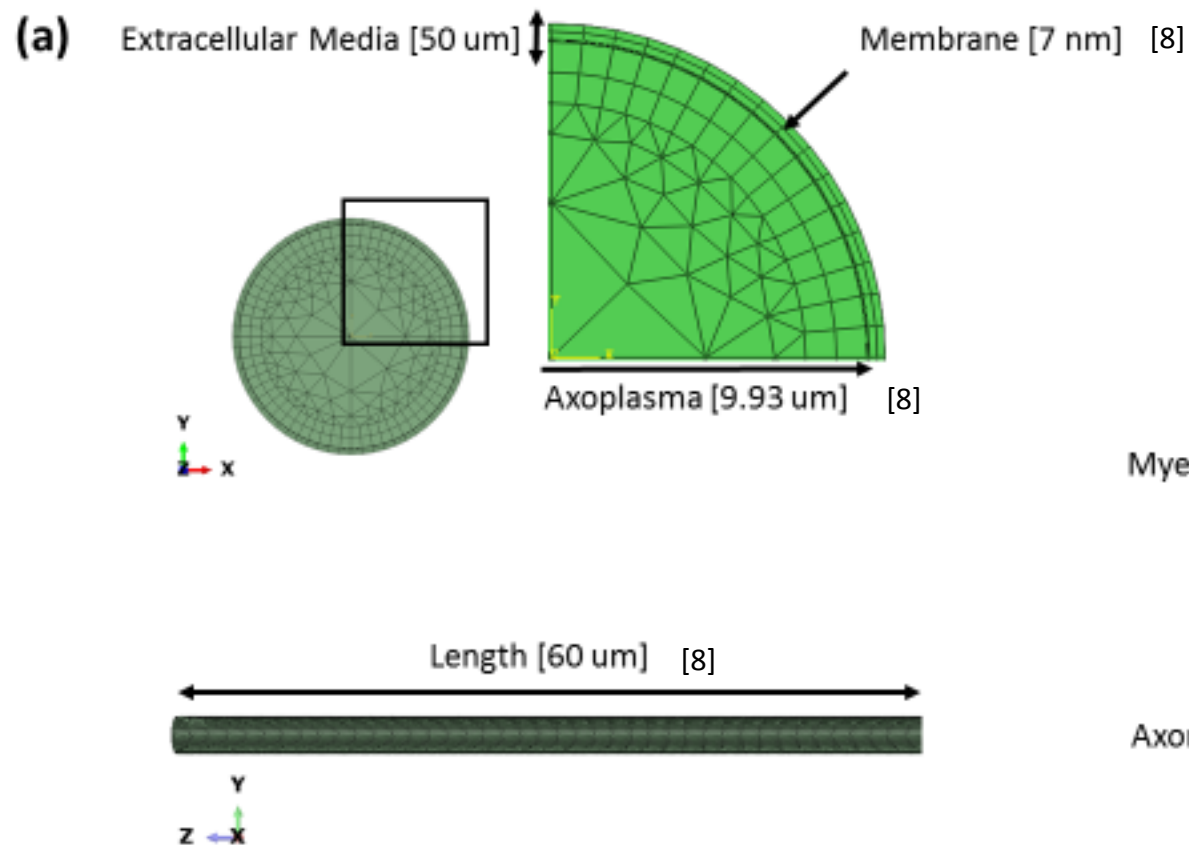 (a) Extracellular Media [50 um] Membrane [7 nm] [8]
Y
X
Axoplasma [9.93 um] [8]
Y
Z X
Mye
Length [60 um] [8]
Axo
Y
Z X